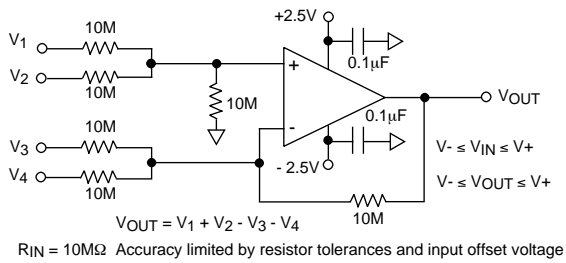 +2.5V
10M
V1
0.1µF
10M
V2
10M
+
10M
VOUT
0.1µF
10M
-
V3
V- ≤ VIN ≤ V+
- 2.5V
V4
10M
V- ≤ VOUT ≤ V+
10M
VOUT = V1 + V2 - V3 - V4
RIN = 10MΩ Accuracy limited by resistor tolerances and input offset voltage